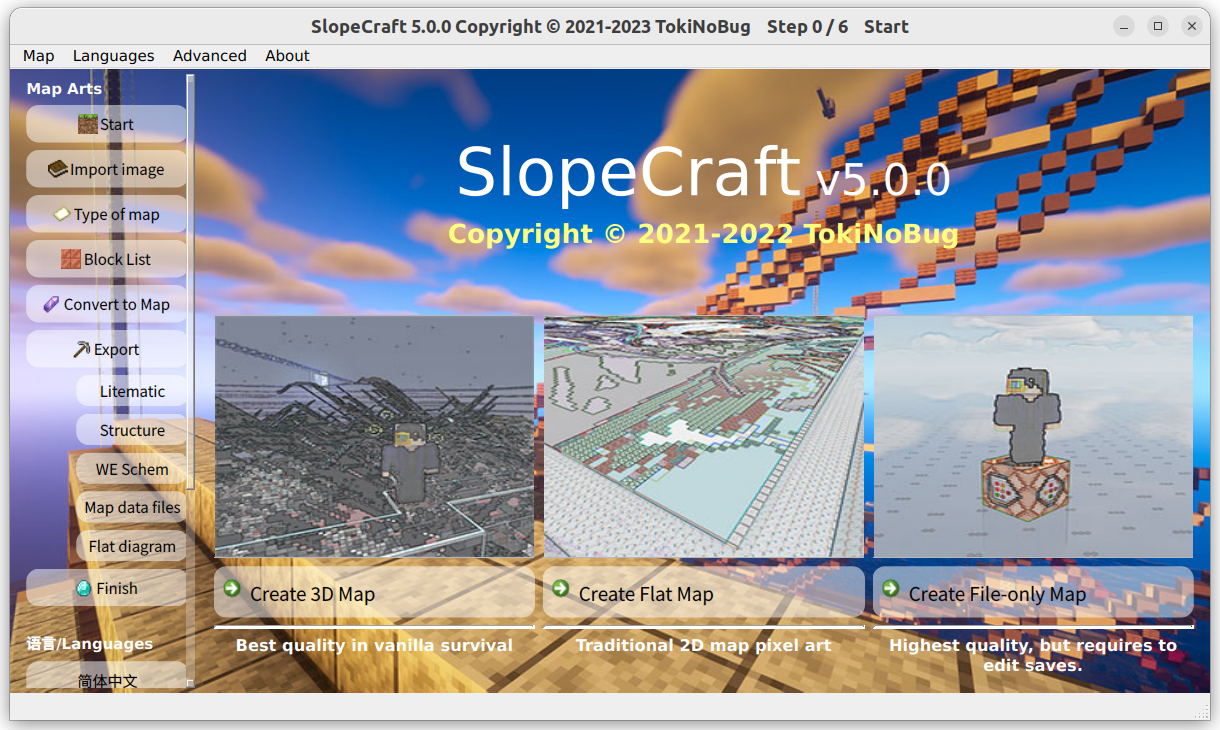 SlopeCraft 5.0.0 Copyright © 2021-2023 TokiNoBug Step 0 / 6 Start
Map Languages Advanced About
Map Arts
Start
Import image
Type of map
Block List
Convert to Map
Export
Litematic
Structure
WE Schem
Map data files
Flat diagram
Finish
语言/Languages
简体中文
SlopeCraft v5.0.0
Copyright © 2021-2022 TokiNoBug
Create 3D Map
Best quality in vanilla survival
Create Flat Map
Traditional 2D map pixel art
Create File-only Map
Highest quality, but requires to
edit saves.